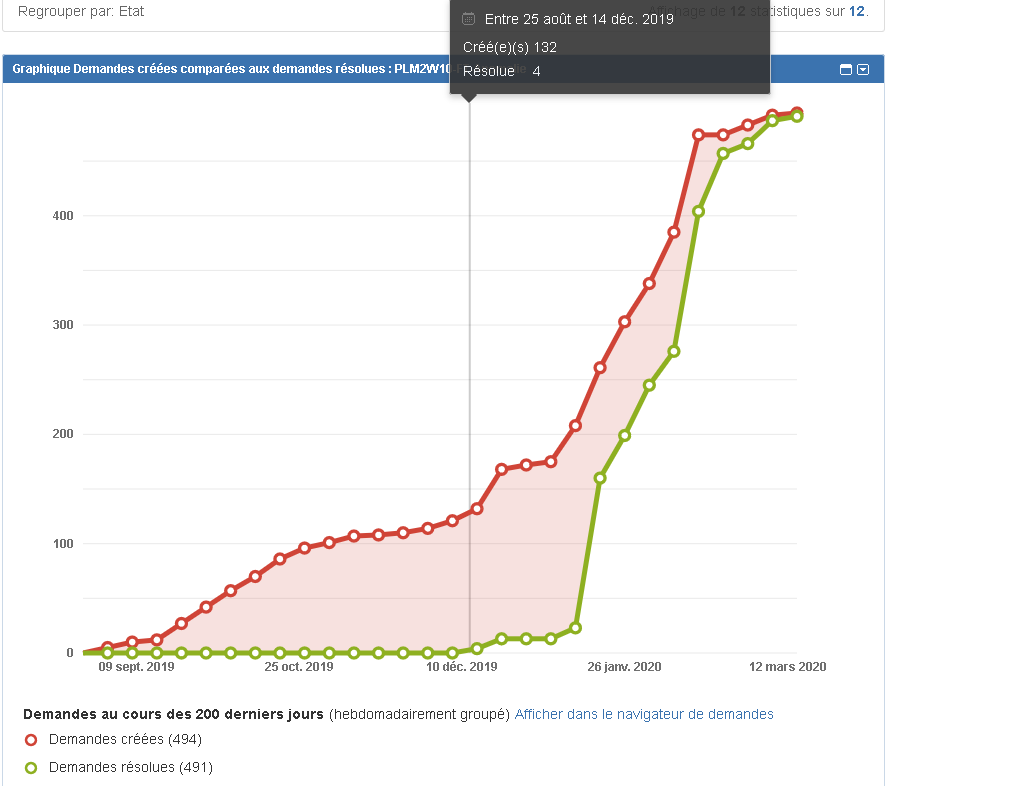 Regrouper par: Etat
Affichage de 12 statistiques sur 12.
Entre 25 août et 14 déc. 2019
Créé(e)(s) 132
Résolue 4
Graphique Demandes créées comparées aux demandes résolues : PLM2W10
400
300
200
100
0
09 sept. 2019 25 oct. 2019 10 déc. 2019 26 janv. 2020 12 mars 2020
Demandes au cours des 200 derniers jours (hebdomadairement groupé) Afficher dans le navigateur de demandes
Demandes créées (494)
Demandes résolues (491)